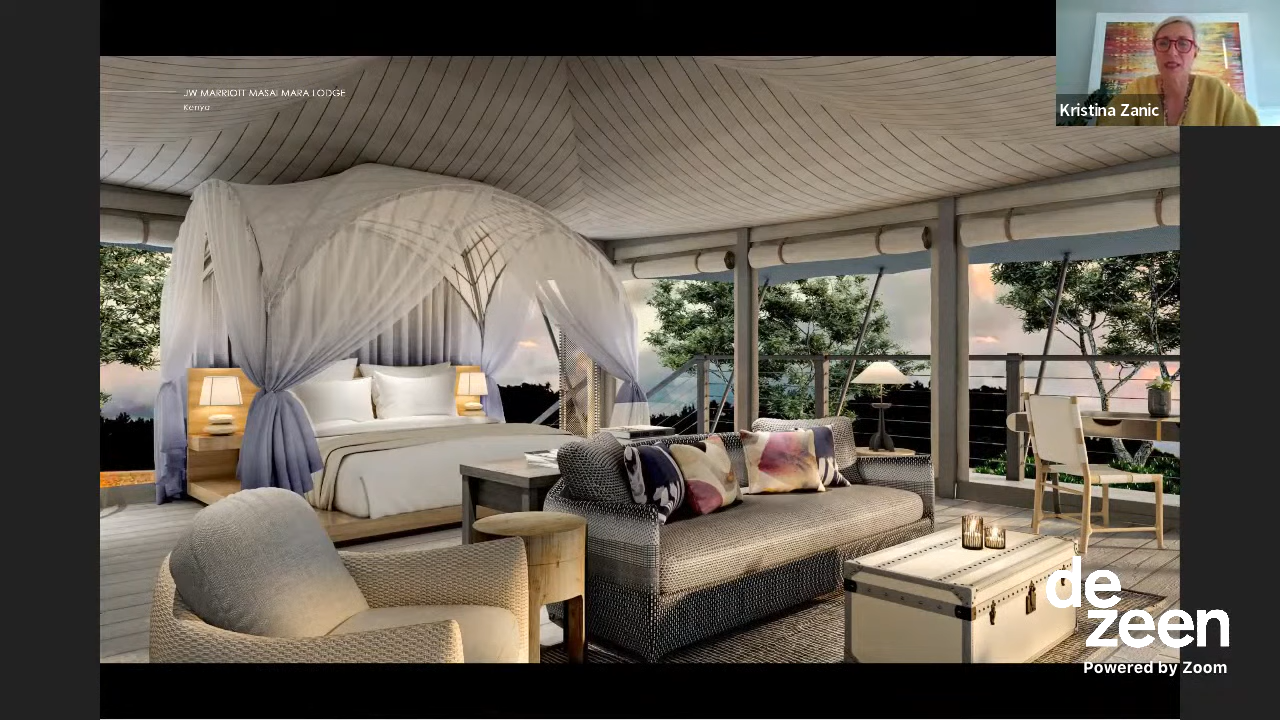 JW MARRIOTT MASAI MARA LODGE
Kenya
Kristina Zanic
de
zeen
Powered by Zoom